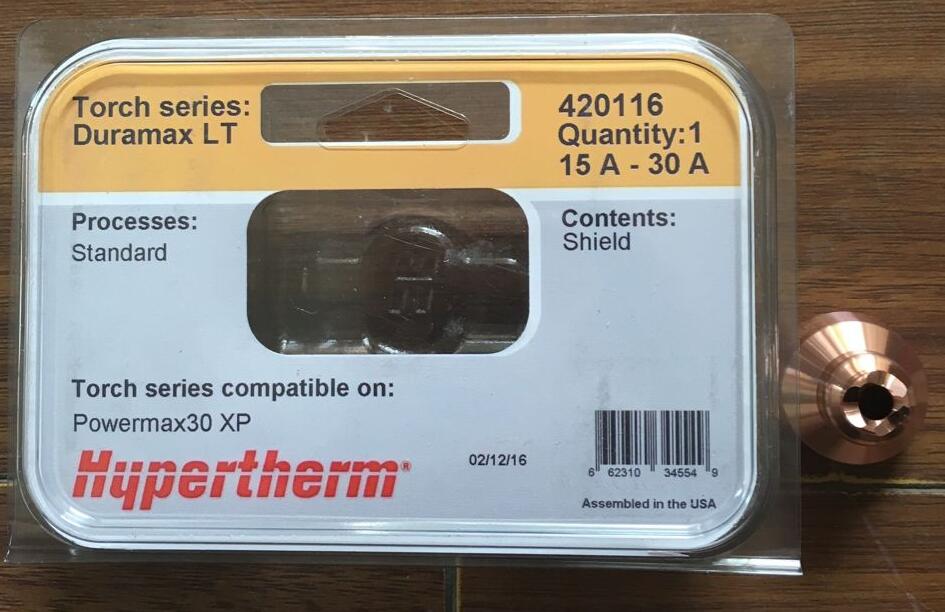 Torch series:
Duramax LT
420116
Quantity:1
15 A - 30 A
Processes:
Standard
Contents:
Shield
Torch series compatible on:
Powermax30 XP
Hypertherm®
02/12/16
6 62310 34554 9
Assembled in the USA